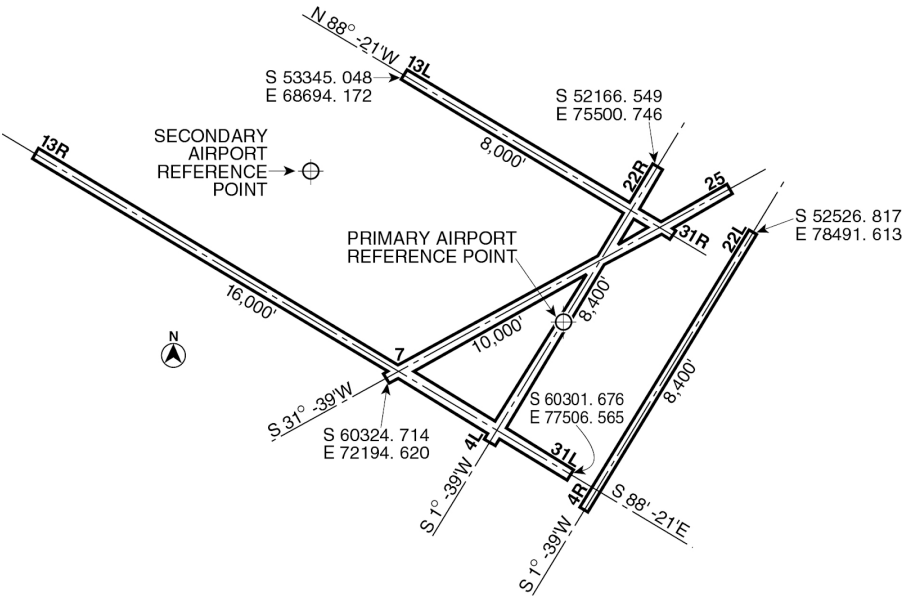 N 88° -21'W
13L
S 53345. 048
E 68694. 172
S 52166. 549
E 75500. 746
13R
SECONDARY
AIRPORT
REFERENCE
POINT
8,000'
22R
25
31R
22L
S 52526. 817
E 78491. 613
PRIMARY AIRPORT
REFERENCE POINT
16,000'
10,000'
8,400'
N
7
8,400'
S 31° -39'W
S 60324. 714
E 72194. 620
S 60301. 676
E 77506. 565
4L
31L
4R
S 88' -21'E
S 1° -39'W
S 1° -39'W